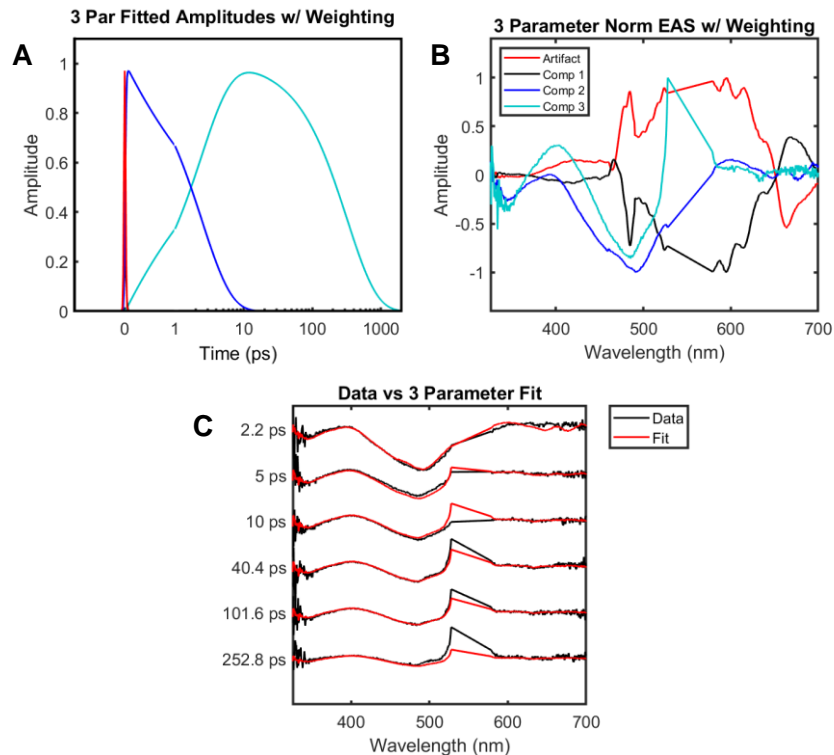 3 Par Fitted Amplitudes w/ Weighting
A
1
0.8
0.6
0.4
0.2
0
Amplitude
0 1 10 100 1000
Time (ps)
3 Parameter Norm EAS w/ Weighting
B
Artifact
Comp 1
Comp 2
Comp 3
1
0.5
0
-0.5
-1
Amplitude
400 500 600 700
Wavelength (nm)
Data vs 3 Parameter Fit
C
Data
Fit
2.2 ps
5 ps
10 ps
40.4 ps
101.6 ps
252.8 ps
400 500 600 700
Wavelength (nm)